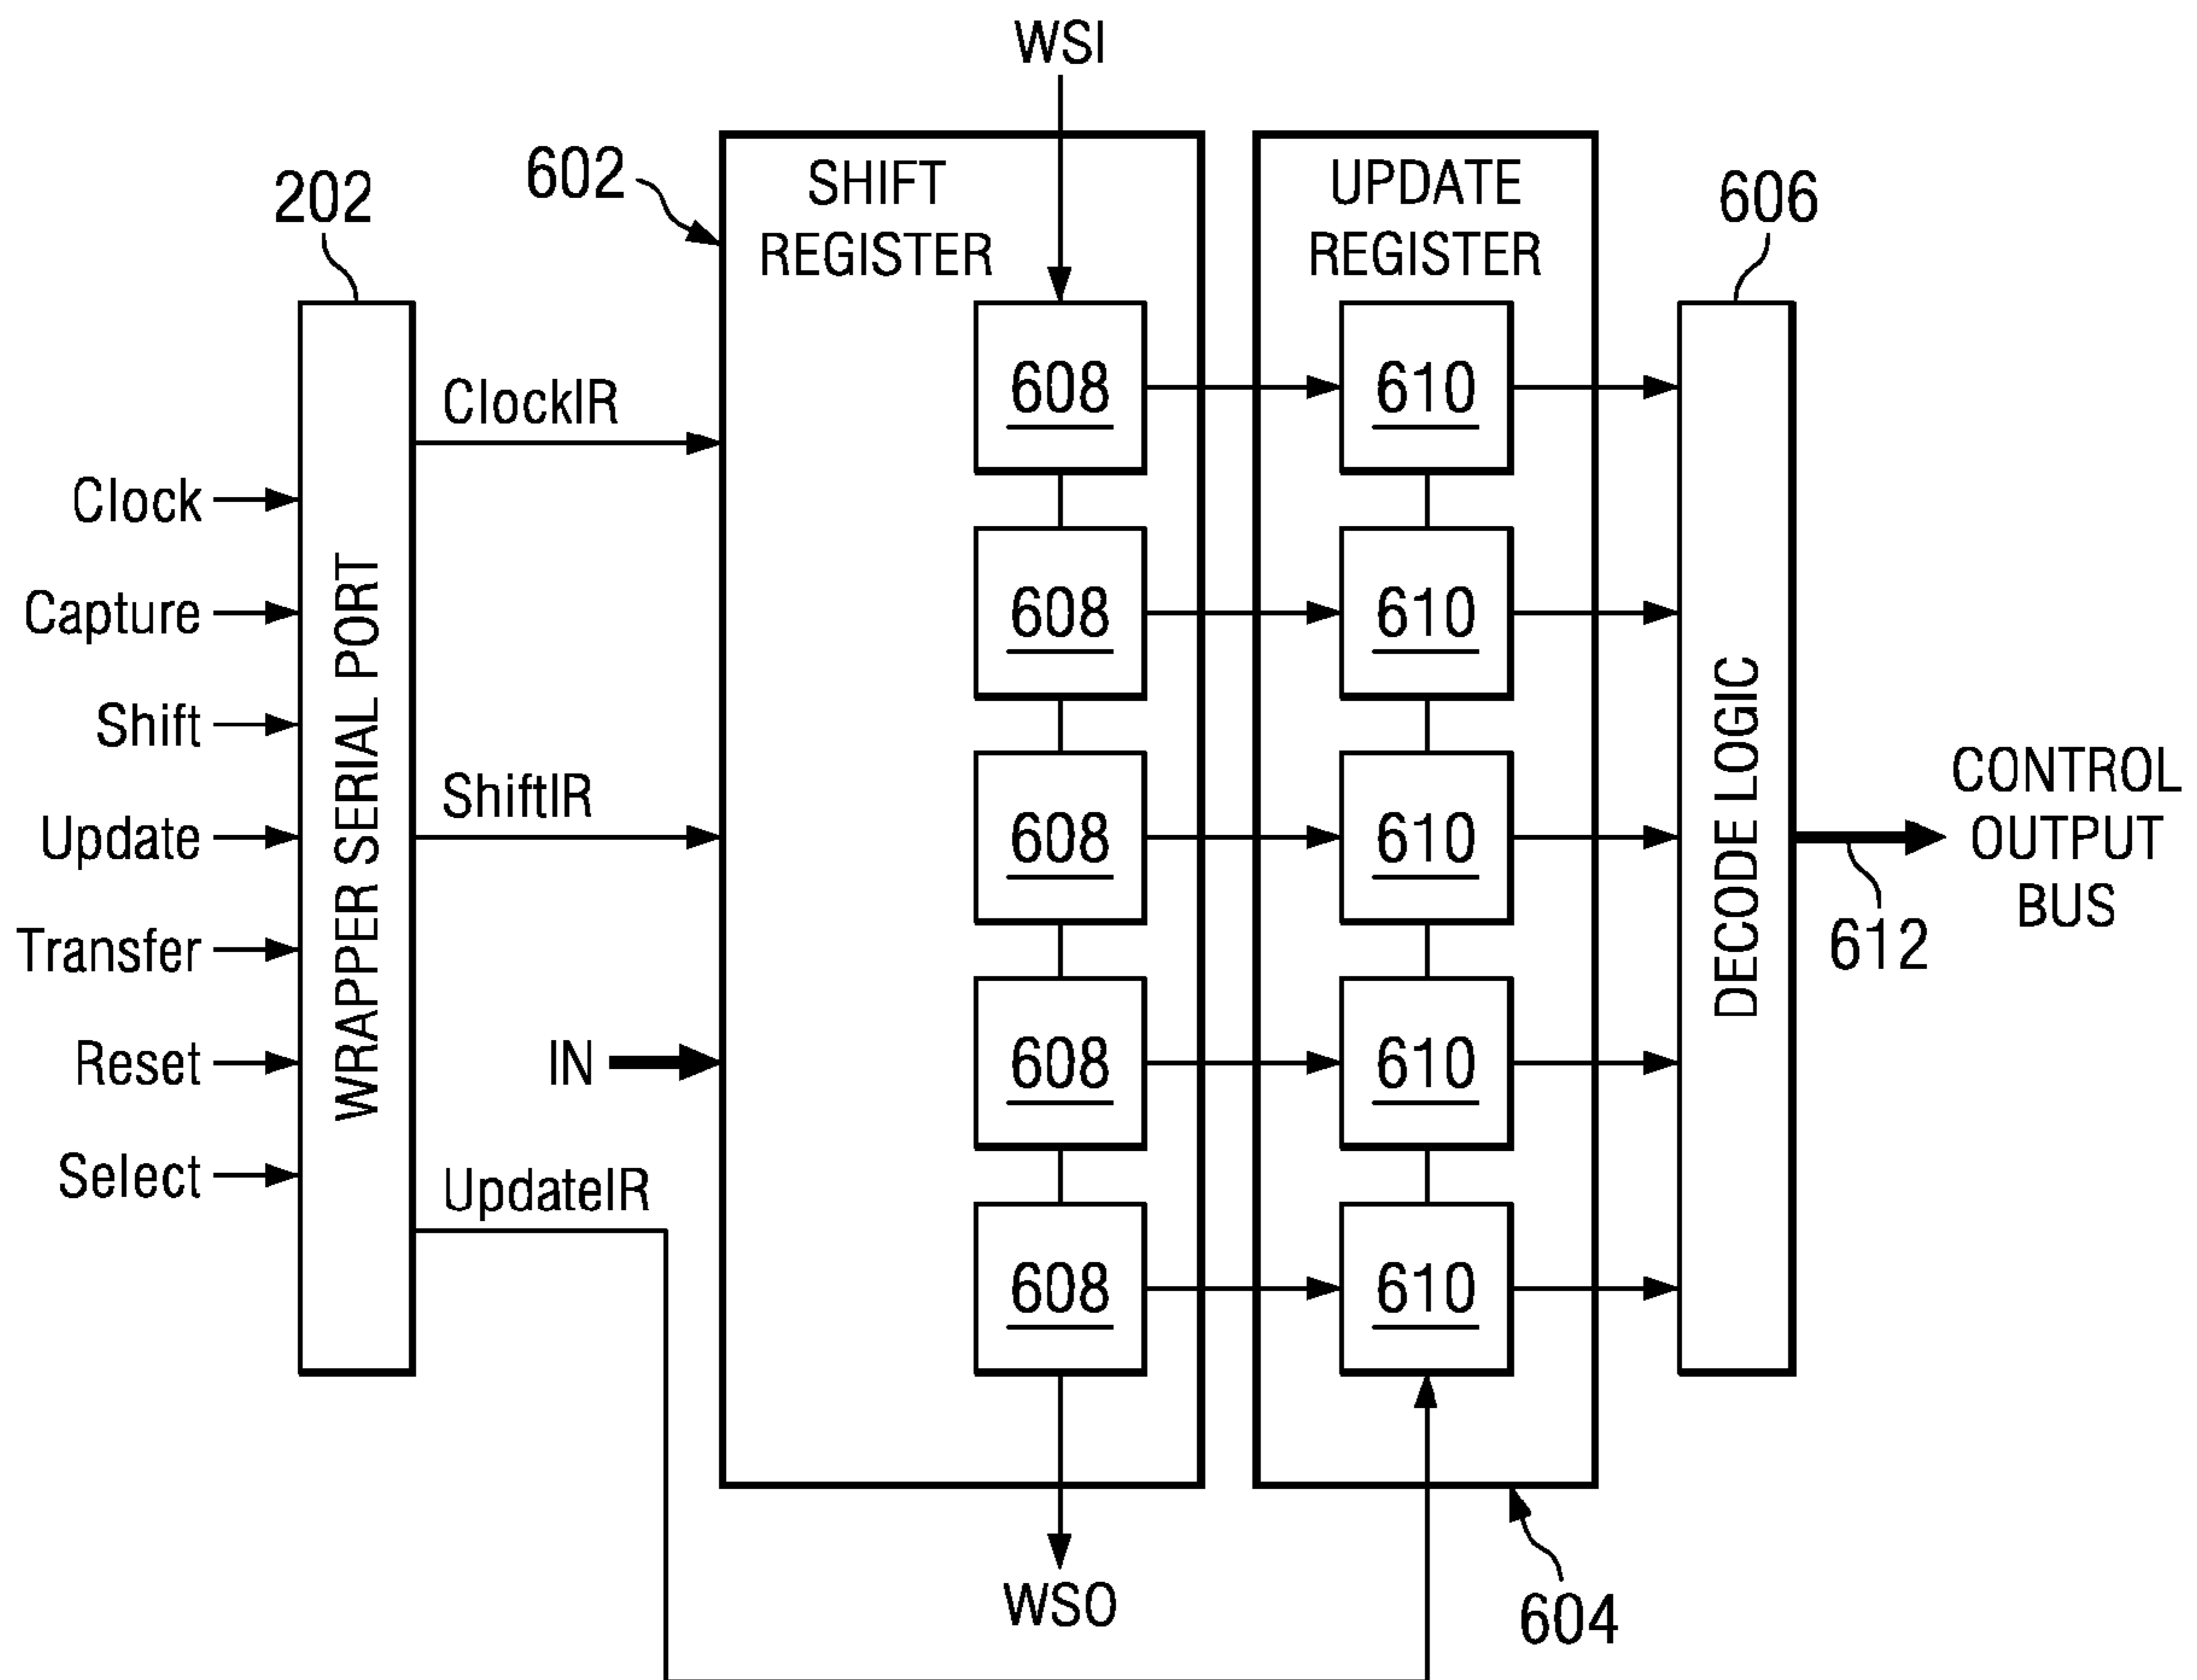 WSI
602
SHIFT
REGISTER
UPDATE
REGISTER
202
606
ClockIR
Clock
Capture
Shift
Update
Transfer
Reset
Select
WRAPPER SERIAL PORT
ShiftIR
IN
UpdateIR
608
608
608
608
608
610
610
610
610
610
DECODE LOGIC
CONTROL
OUTPUT
BUS
612
WSO
604